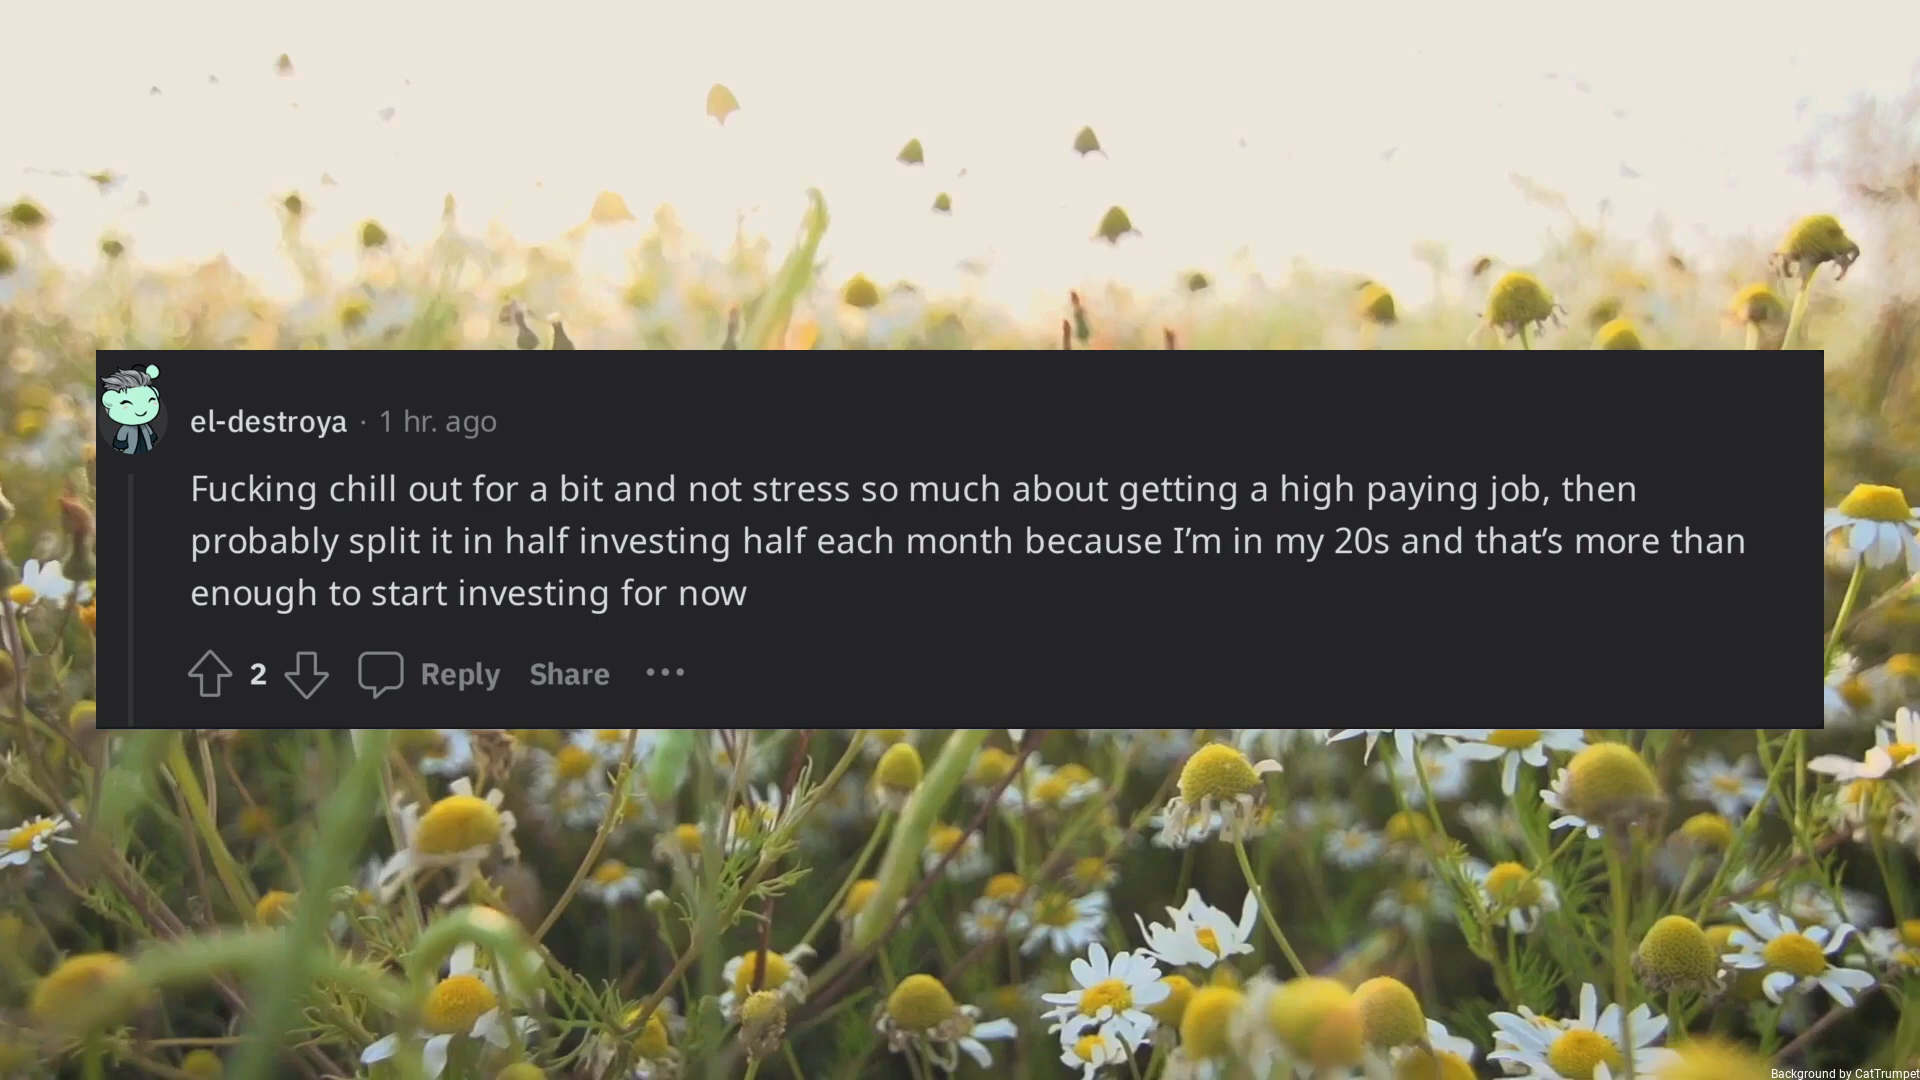 el-destroya · 1 hr. ago
Fucking chill out for a bit and not stress so much about getting a high paying job, then
probably split it in half investing half each month because I’m in my 20s and that’s more than
enough to start investing for now
2 Reply Share ···
Background by CatTrumpet